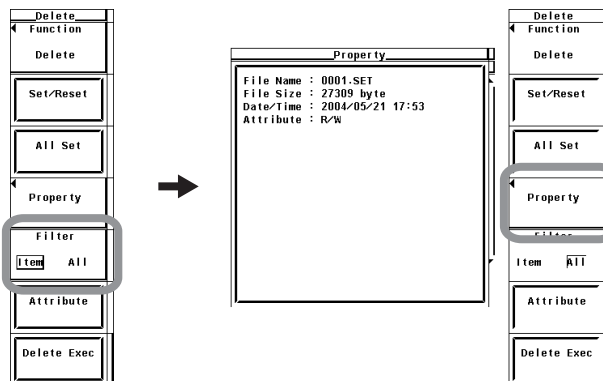 Delete
Function
Delete
Set/Reset
All Set
Property
Filter
Item All
Attribute
Delete Exec
Property
File Name : 0001.SET
File Size : 27309 byte
Date/Time : 2004/05/21 17:53
Attribute : R/W
Delete
Function
Delete
Set/Reset
All Set
Property
Filter
Item All
Attribute
Delete Exec